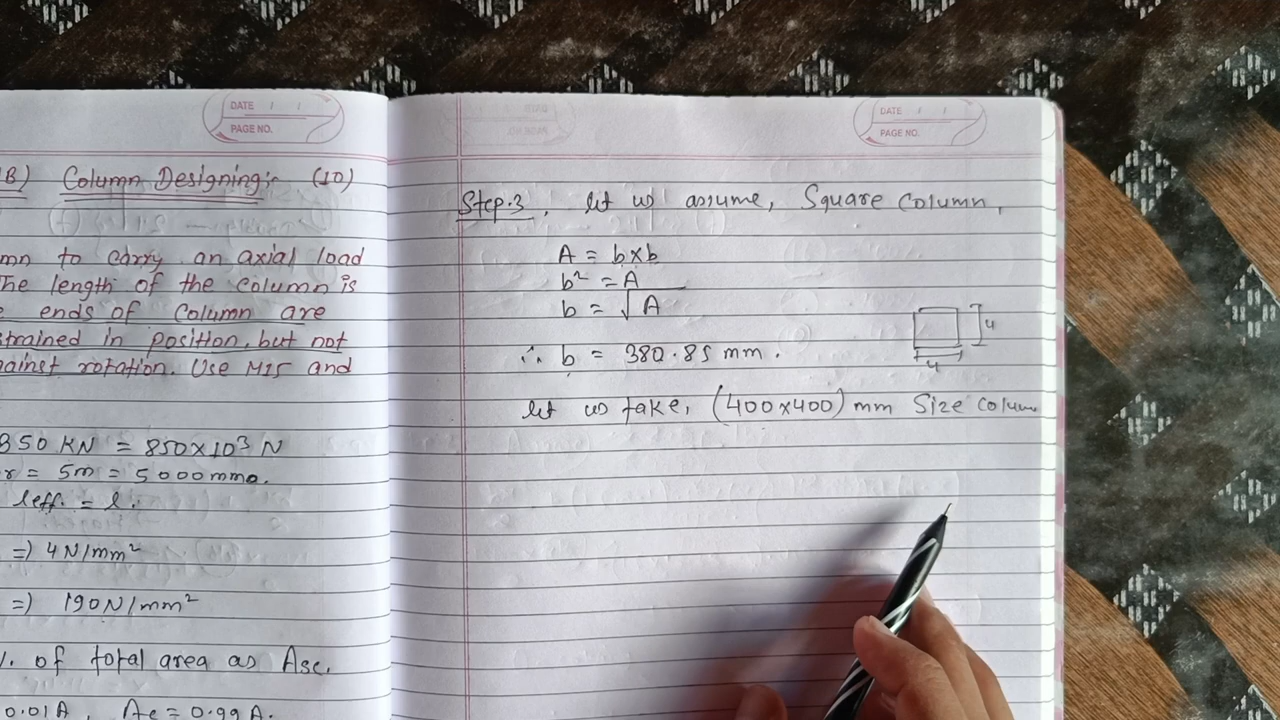 DATE / /
PAGE NO.
B) Column Designing:- (10)
mn to carry an axial load
The length of the column is
e ends of column are
strained in position, but not
gainst rotation. Use M15 and
850 KN = 850×10³ N
r = 5m = 5000mm.
leff. = l.
=) 4N/mm²
=) 190N/mm²
%. of total area as Asc.
0.01A, Ac = 0.99A.
DATE / /
PAGE NO.
Step.3, let us assume, Square Column,
A = b×b
b² = A
b = √A
∴ b = 380.85 mm.
4
4
let us take, (400×400) mm Size Column